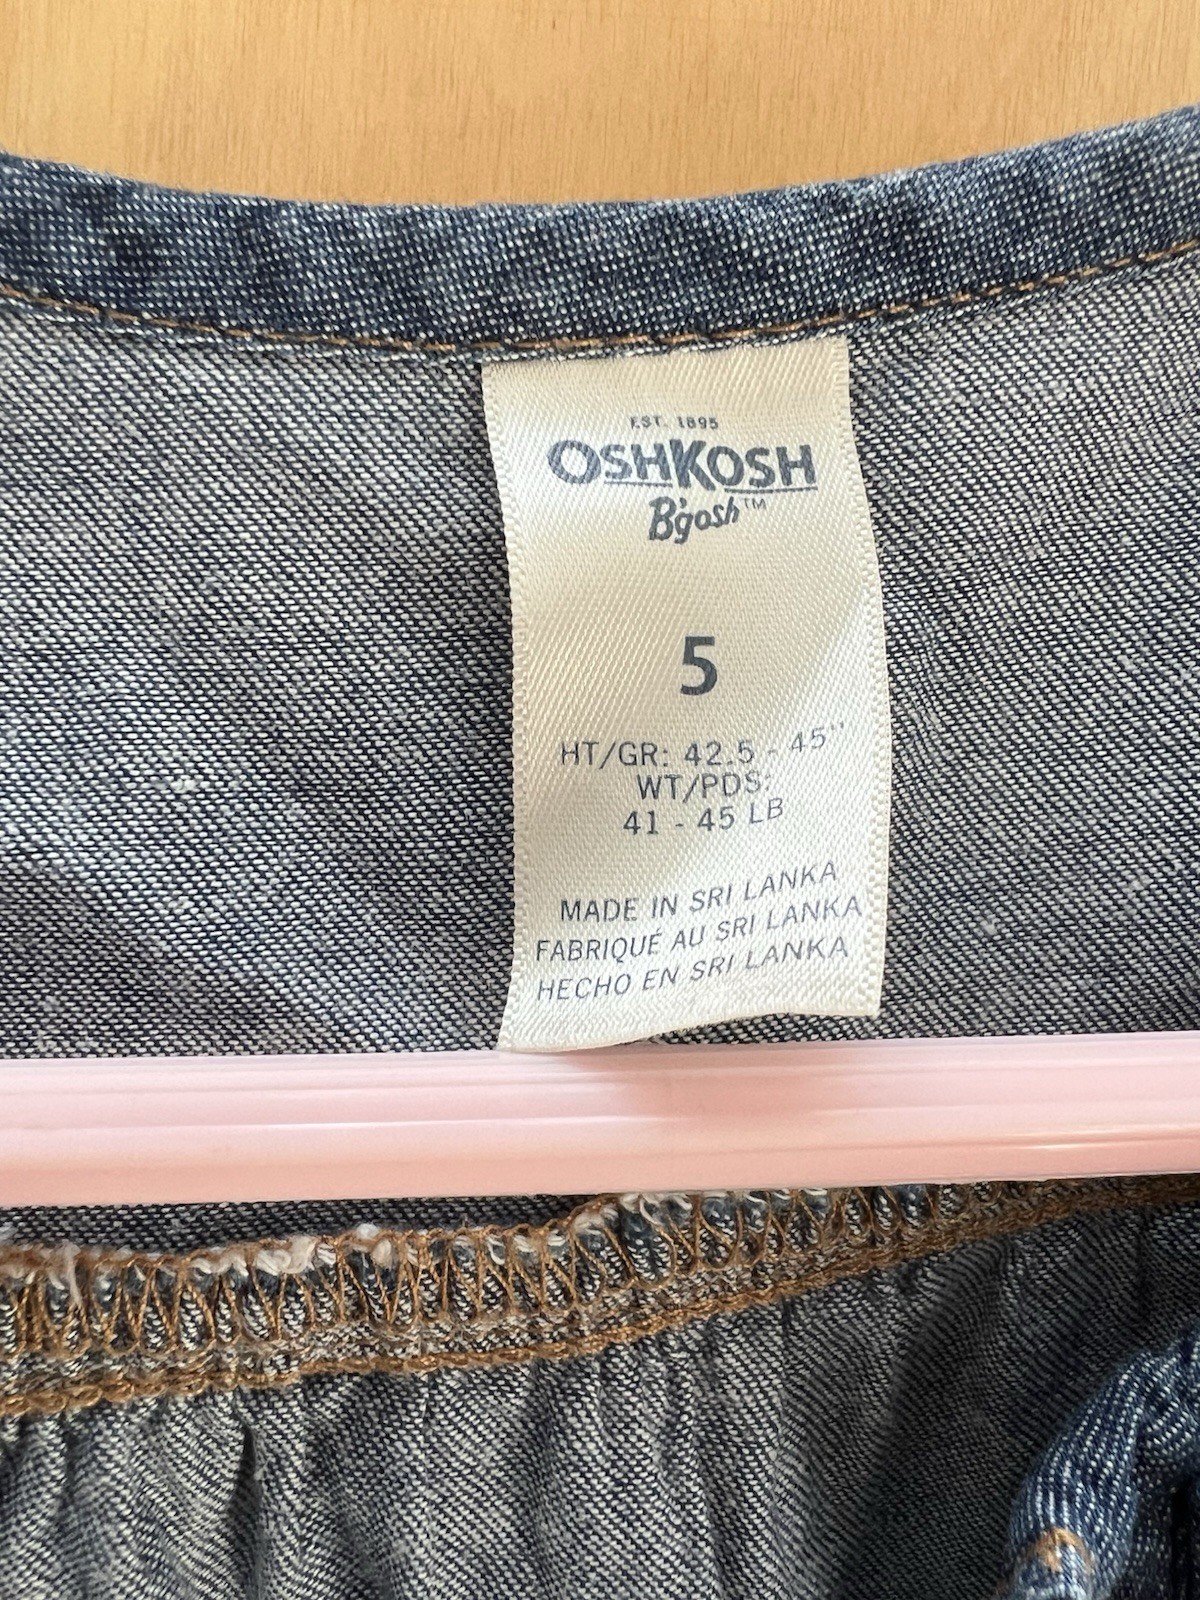 EST. 1895
OSHKOSH
B'gosh™
5
HT/GR: 42.5 - 45"
WT/PDS:
41 - 45 LB
MADE IN SRI LANKA
FABRIQUÉ AU SRI LANKA
HECHO EN SRI LANKA